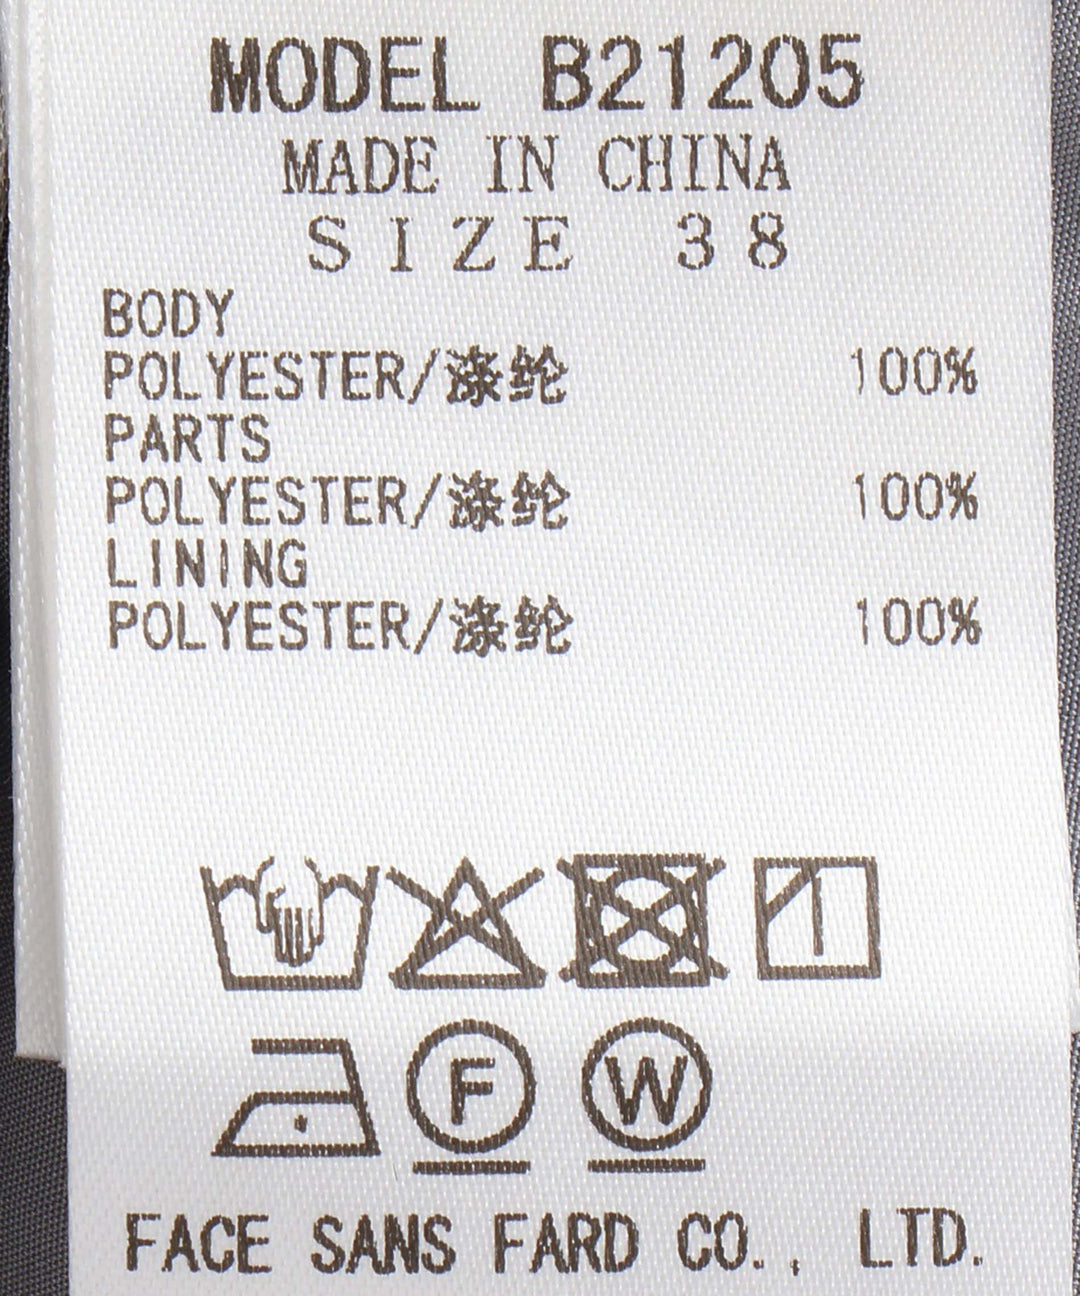 MODEL B21205
MADE IN CHINA
SIZE 38
BODY
POLYESTER/涤纶 100%
PARTS
POLYESTER/涤纶 100%
LINING
POLYESTER/涤纶 100%
F W
FACE SANS FARD CO., LTD.